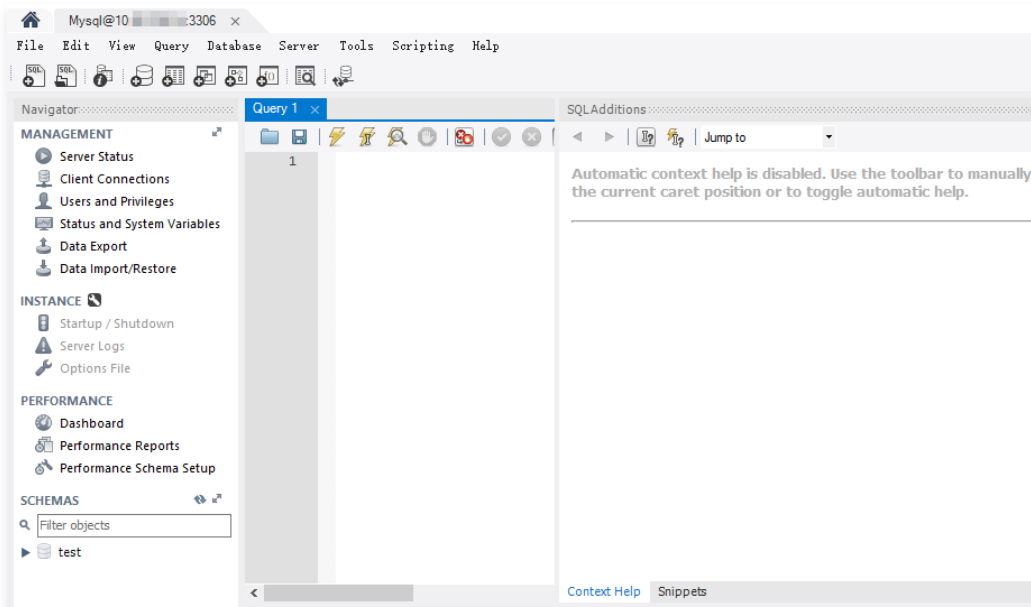 Mysql@10 :3306
File Edit View Query Database Server Tools Scripting Help
Navigator
MANAGEMENT
Server Status
Client Connections
Users and Privileges
Status and System Variables
Data Export
Data Import/Restore
INSTANCE
Startup / Shutdown
Server Logs
Options File
PERFORMANCE
Dashboard
Performance Reports
Performance Schema Setup
SCHEMAS
Filter objects
test
Query 1
1
SQLAdditions
Jump to
Automatic context help is disabled. Use the toolbar to manually
the current caret position or to toggle automatic help.
Context Help Snippets